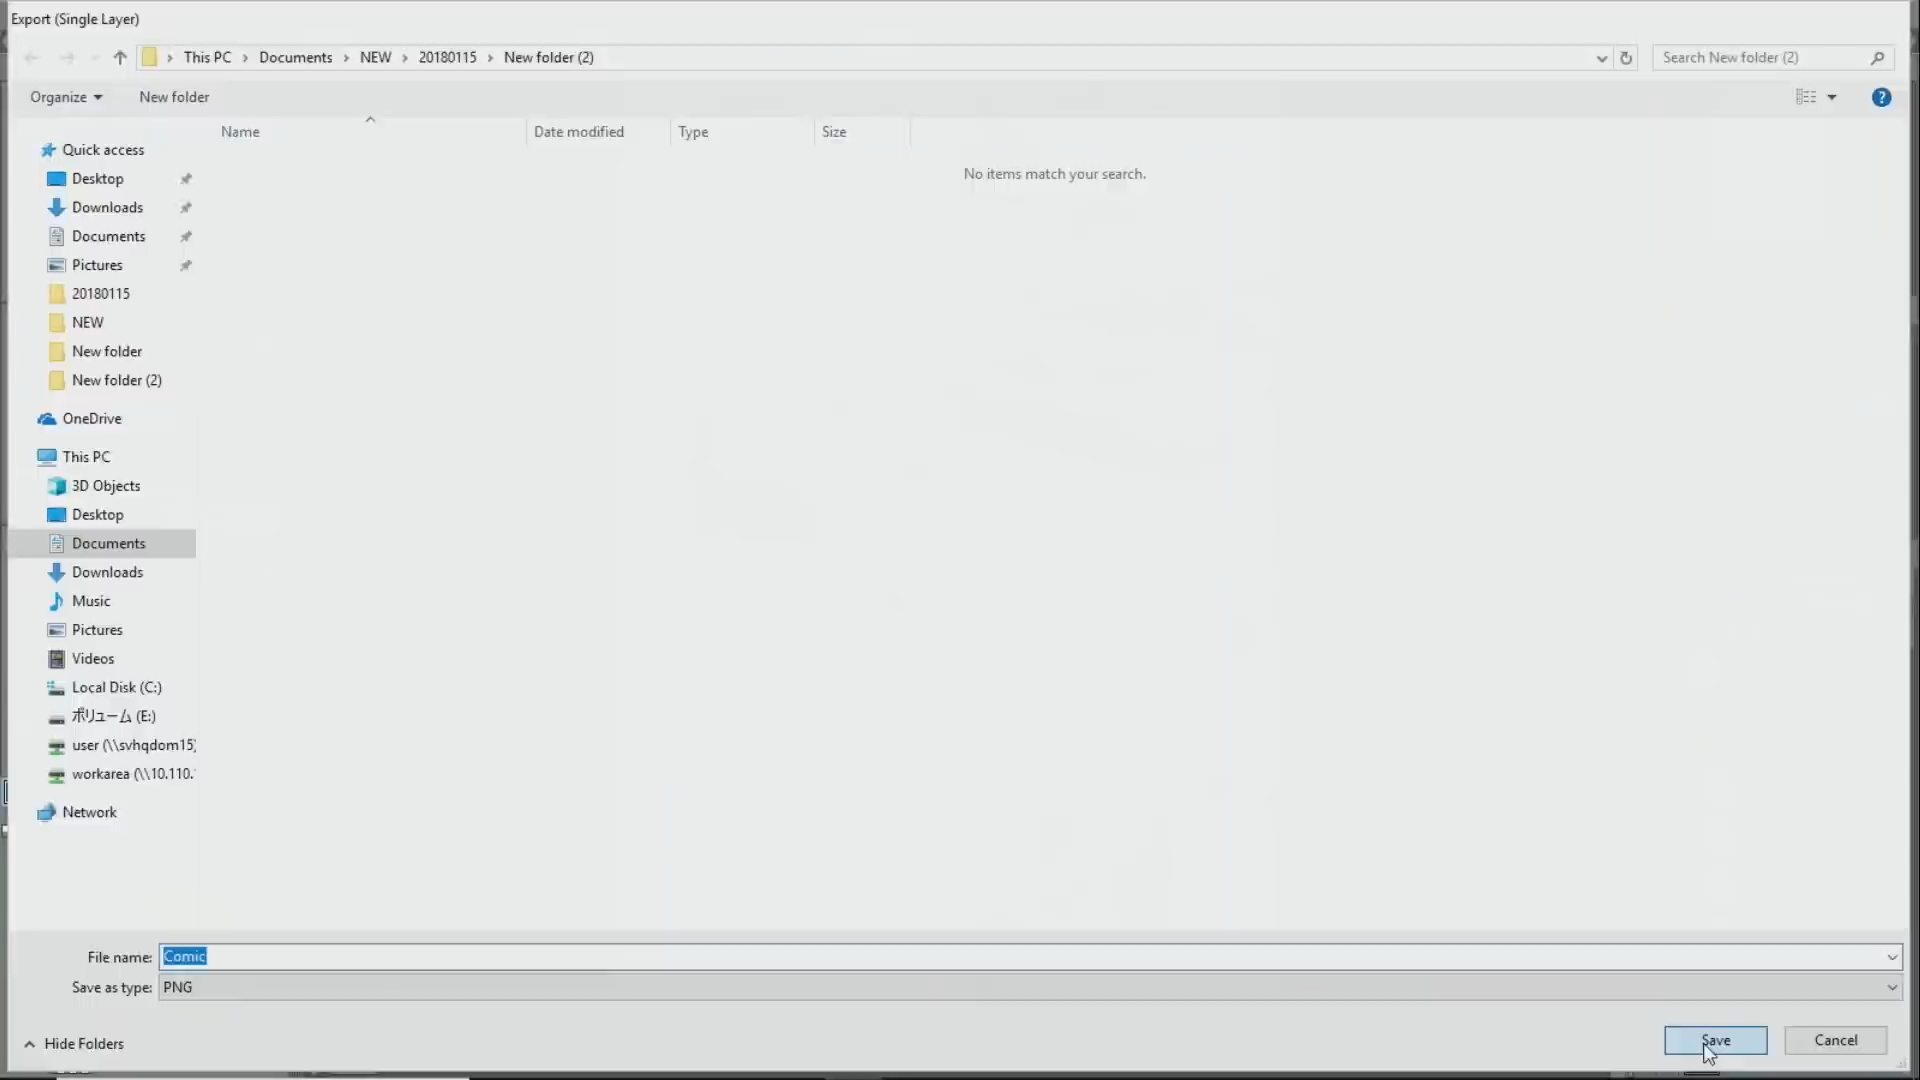 Export (Single Layer)
This PC > Documents > NEW > 20180115 > New folder (2)
Search New folder (2)
Organize
New folder
?
Name
Date modified
Type
Size
No items match your search.
Quick access
Desktop
Downloads
Documents
Pictures
20180115
NEW
New folder
New folder (2)
OneDrive
This PC
3D Objects
Desktop
Documents
Downloads
Music
Pictures
Videos
Local Disk (C:)
ボリューム (E:)
user (\\svhqdom15)
workarea (\\10.110.
Network
File name: Comic
Save as type: PNG
Hide Folders
Save
Cancel